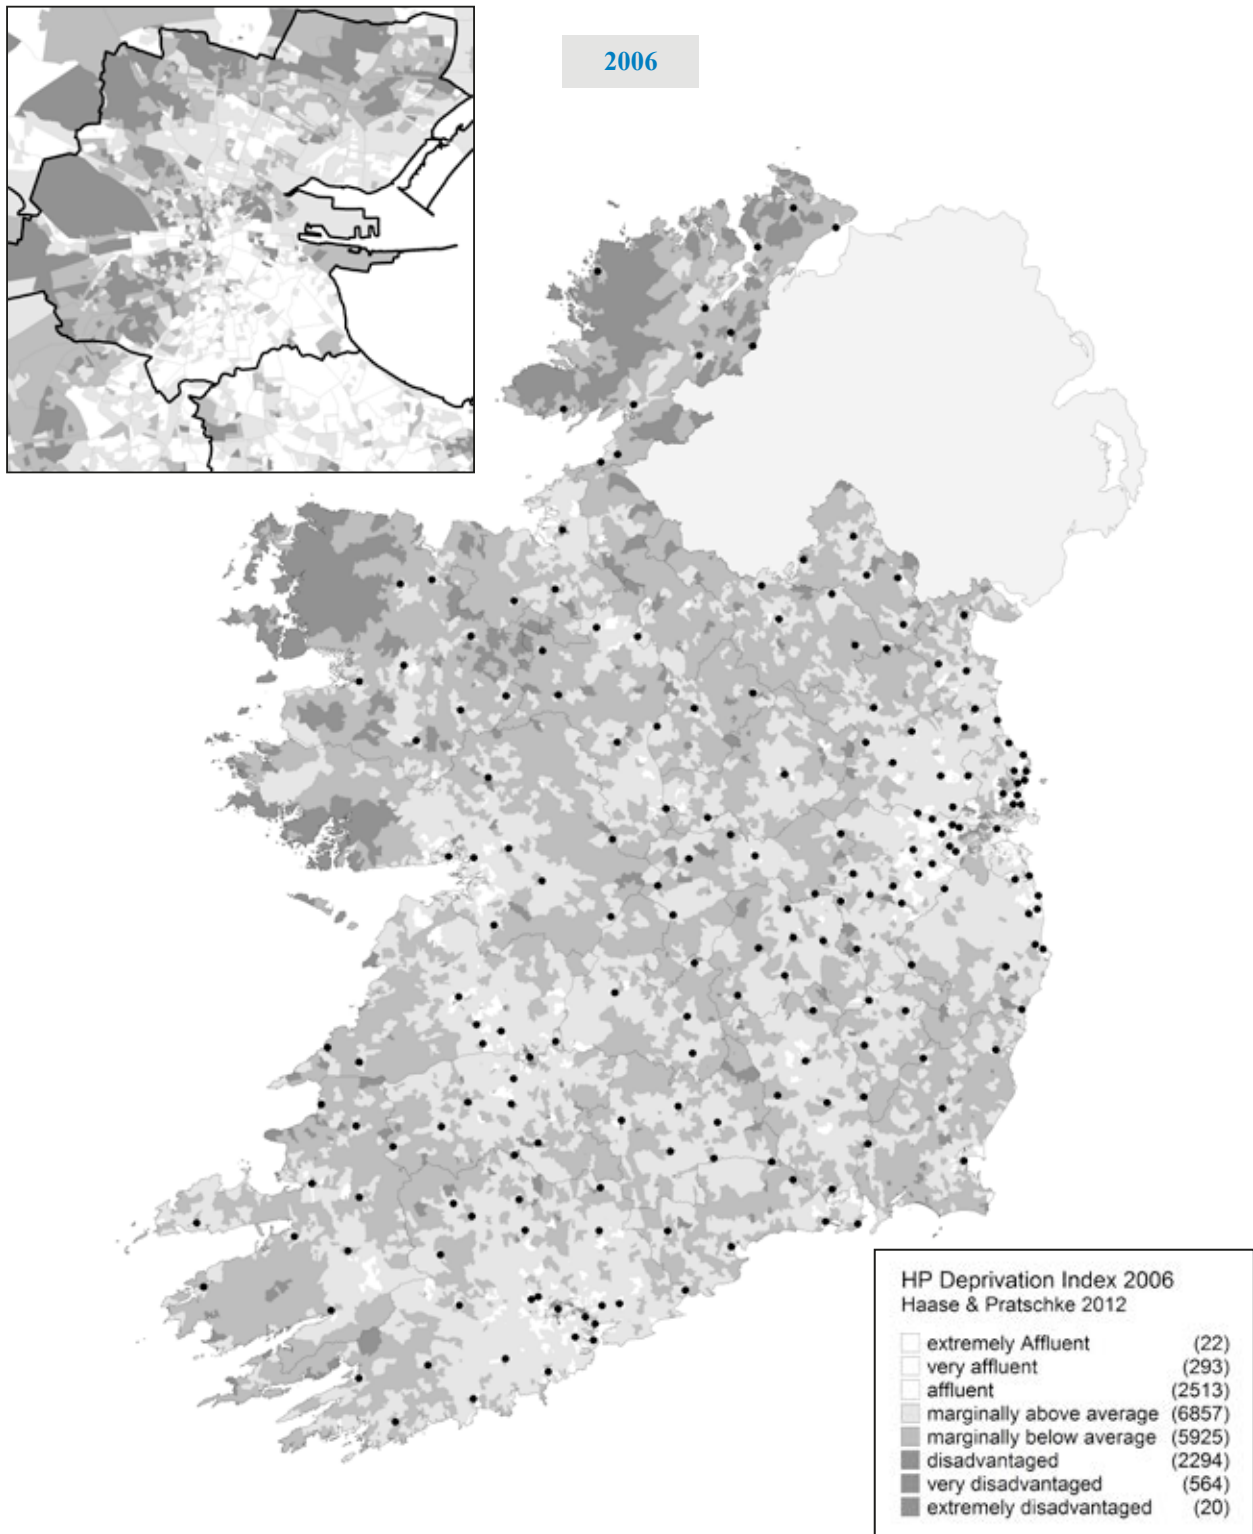 2006
HP Deprivation Index 2006
Haase & Pratschke 2012
extremely Affluent (22)
very affluent (293)
affluent (2513)
marginally above average (6857)
marginally below average (5925)
disadvantaged (2294)
very disadvantaged (564)
extremely disadvantaged (20)